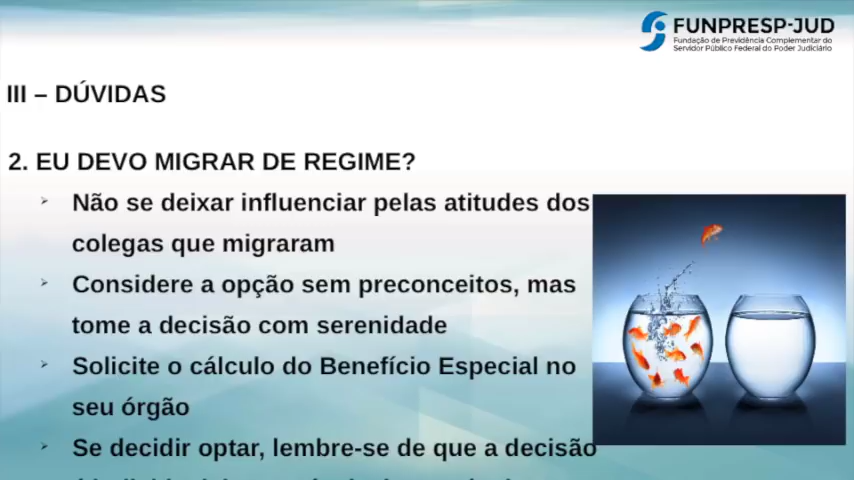 FUNPRESP-JUD
Fundação de Previdência Complementar do
Servidor Público Federal do Poder Judiciário
III – DÚVIDAS
2. EU DEVO MIGRAR DE REGIME?
Não se deixar influenciar pelas atitudes dos
colegas que migraram
Considere a opção sem preconceitos, mas
tome a decisão com serenidade
Solicite o cálculo do Benefício Especial no
seu órgão
Se decidir optar, lembre-se de que a decisão